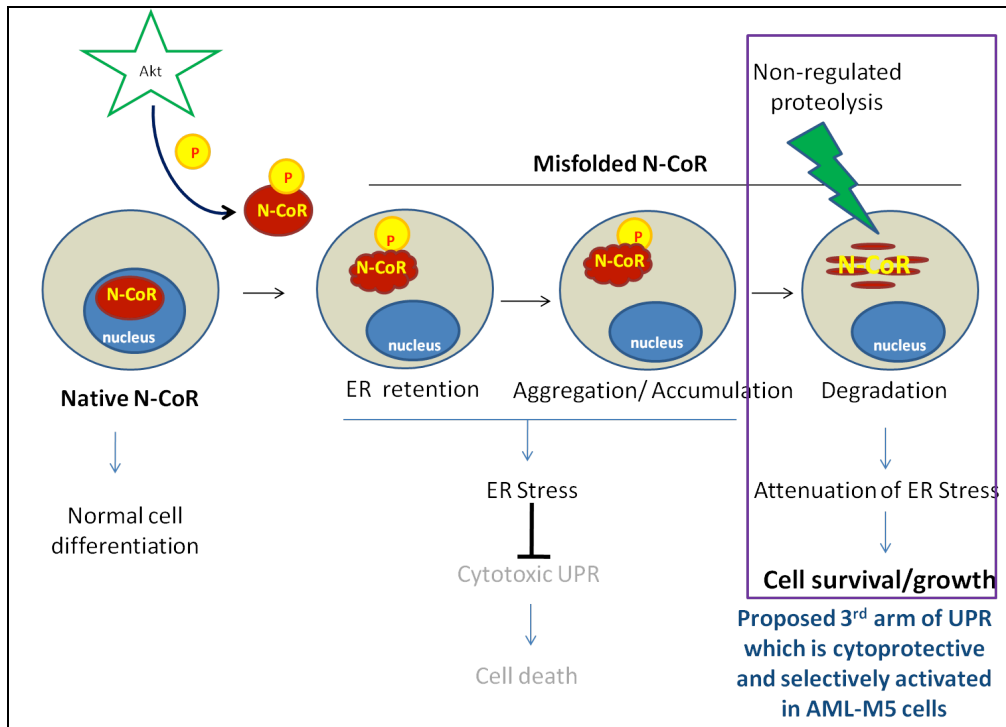 Akt
P
P
N-CoR
Non-regulated
proteolysis
Misfolded N-CoR
N-CoR
nucleus
P
N-CoR
nucleus
P
N-CoR
nucleus
N-CoR
nucleus
Native N-CoR
ER retention
Aggregation/ Accumulation
Degradation
Normal cell
differentiation
ER Stress
Cytotoxic UPR
Cell death
Attenuation of ER Stress
Cell survival/growth
Proposed 3rd arm of UPR
which is cytoprotective
and selectively activated
in AML-M5 cells